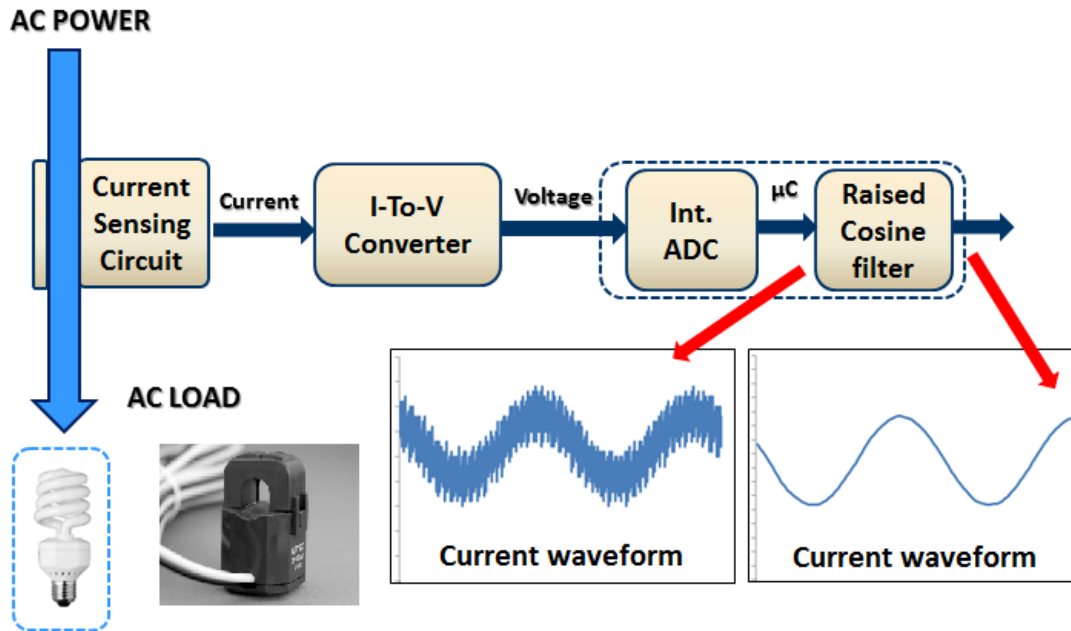 AC POWER
Current
Sensing
Circuit
Current
I-To-V
Converter
Voltage
Int.
ADC
µC
Raised
Cosine
filter
AC LOAD
Current waveform
Current waveform